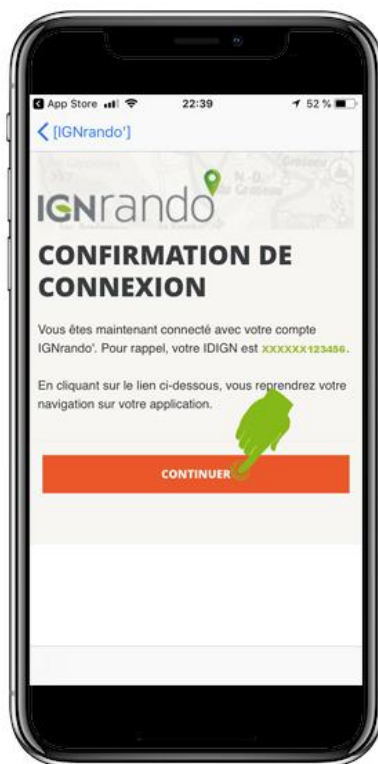 App Store 22:39 52 %
[IGNrando']
N.-D.
du Groseau
IGNrando'
CONFIRMATION DE
CONNEXION
Vous êtes maintenant connecté avec votre compte
IGNrando'. Pour rappel, votre IDIGN est XXXXXX123456.
En cliquant sur le lien ci-dessous, vous reprendrez votre
navigation sur votre application.
CONTINUER